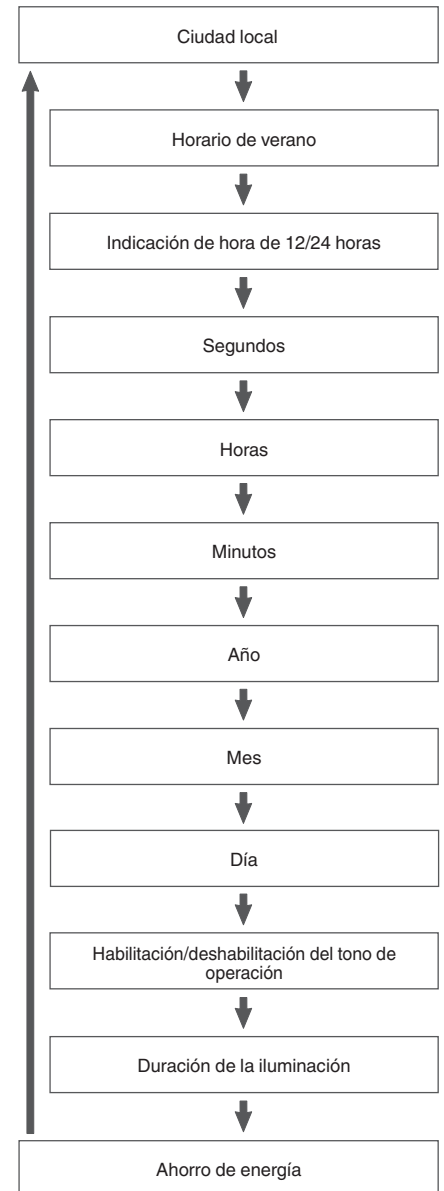 Ciudad local
Horario de verano
Indicación de hora de 12/24 horas
Segundos
Horas
Minutos
Año
Mes
Día
Habilitación/deshabilitación del tono de
operación
Duración de la iluminación
Ahorro de energía